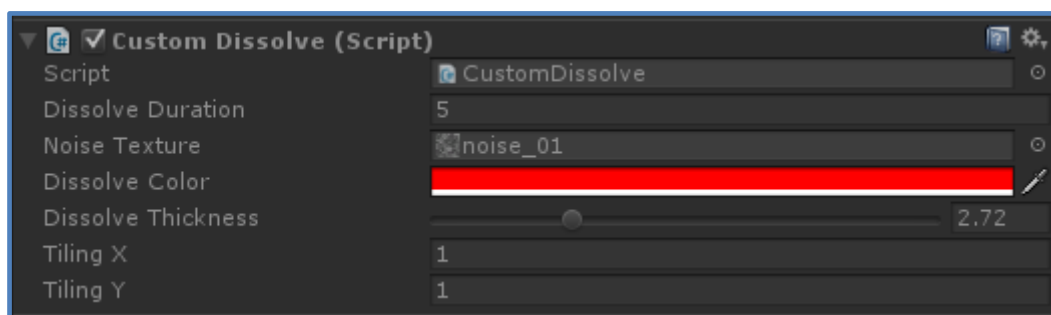 Custom Dissolve (Script)
Script CustomDissolve
Dissolve Duration 5
Noise Texture noise_01
Dissolve Color
Dissolve Thickness 2.72
Tiling X 1
Tiling Y 1